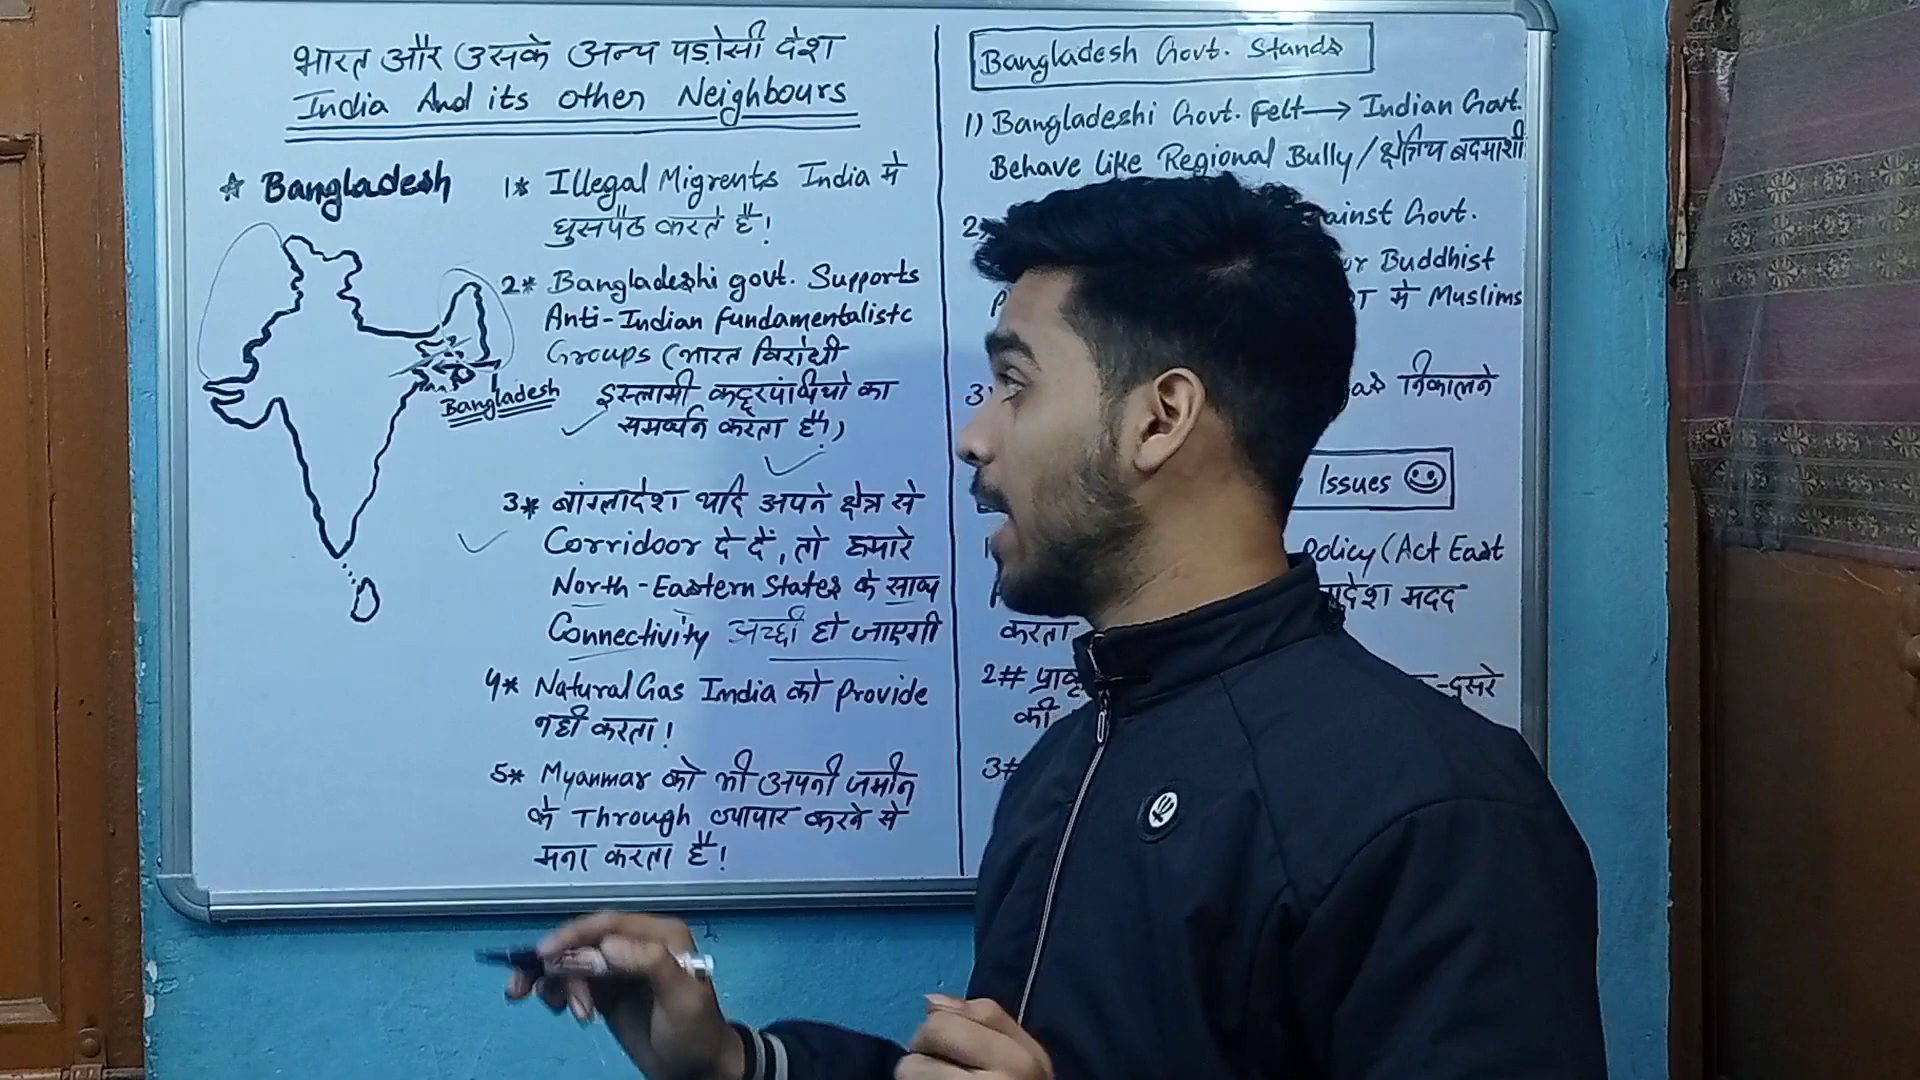 भारत और उसके अन्य पड़ोसी देश
India And its other Neighbours
☆ Bangladesh
1* Illegal Migrents India मे
घुसपैठ करते है!
2* Bangladeshi govt. Supports
Anti-Indian fundamentalistc
Groups (भारत विरोधी
इस्लामी कट्टरपंथियो का
समर्थन करता है!)
Bangladesh
3* बांग्लादेश यदि अपने क्षेत्र से
Corridoor दे दें, तो हमारे
North-Eastern States के साथ
Connectivity अच्छी हो जाएगी
4* Natural Gas India को Provide
नही करता!
5* Myanmar को भी अपनी जमीन
के Through व्यापार करने से
मना करता है!
Bangladesh Govt. Stands
1) Bangladeshi Govt. Felt → Indian Govt.
Behave like Regional Bully/क्षेत्रिय बदमाशी
2
Govt.
Buddhist
मे Muslims
3
निकालने
Issues ☺
Policy (Act East
मदद
करता
2#
दुसरे
की
3#